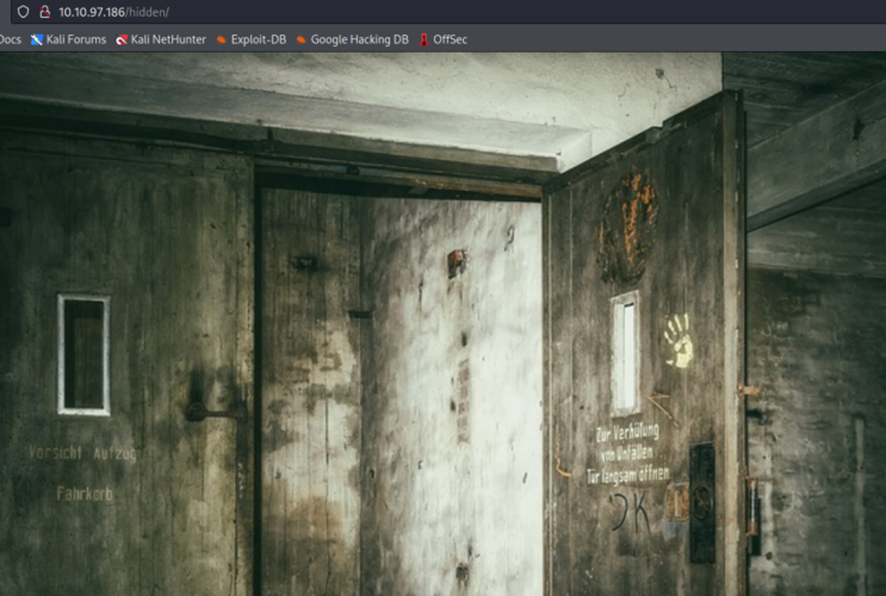 10.10.97.186/hidden/
Docs Kali Forums Kali NetHunter Exploit-DB Google Hacking DB OffSec
Vorsicht Aufzug
Fahrkorb
Zur Verhülung
von Unfällen
Tür langsam öffnen
DK